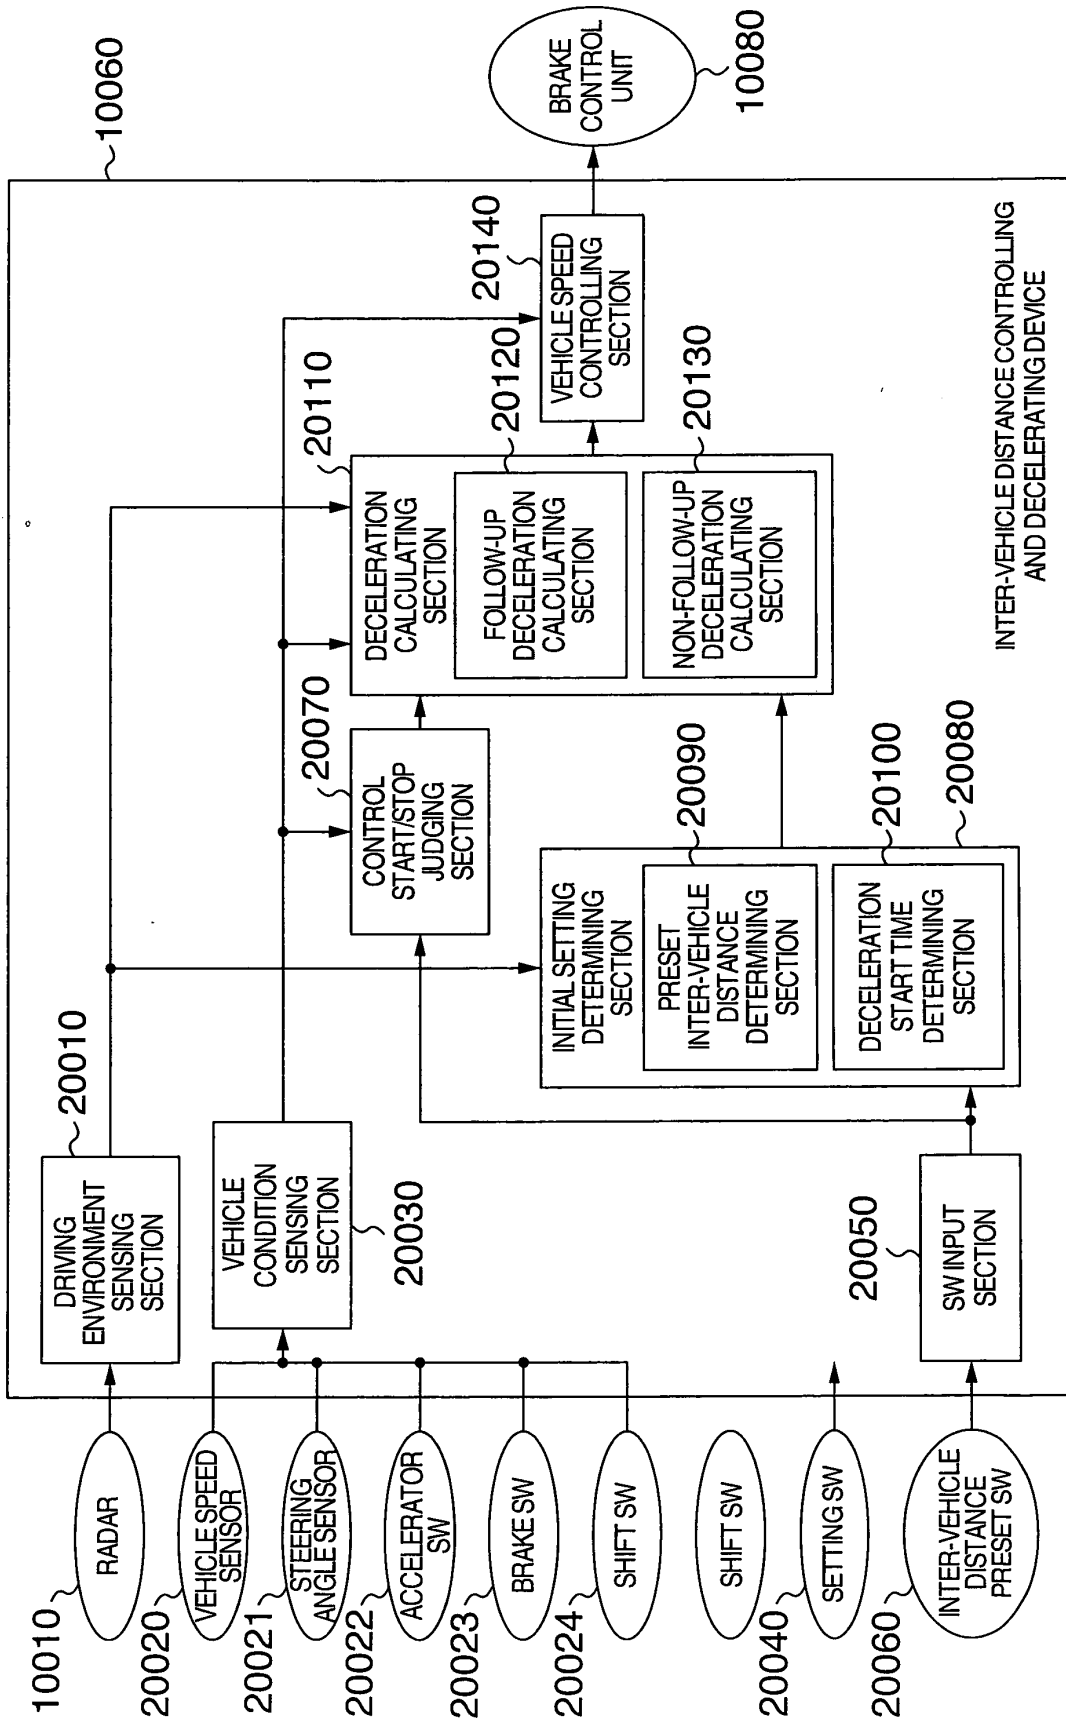 10010
RADAR
20020
VEHICLE SPEED
SENSOR
20021
STEERING
ANGLE SENSOR
20022
ACCELERATOR
SW
20023
BRAKE SW
20024
SHIFT SW
SHIFT SW
20040
SETTING SW
20060
INTER-VEHICLE
DISTANCE
PRESET SW
20010
DRIVING
ENVIRONMENT
SENSING
SECTION
VEHICLE
CONDITION
SENSING
SECTION
20030
20050
SW INPUT
SECTION
20070
CONTROL
START/STOP
JUDGING
SECTION
INITIAL SETTING
DETERMINING
SECTION
20090
PRESET
INTER-VEHICLE
DISTANCE
DETERMINING
SECTION
20100
DECELERATION
START TIME
DETERMINING
SECTION
20080
20110
DECELERATION
CALCULATING
SECTION
20120
FOLLOW-UP
DECELERATION
CALCULATING
SECTION
20130
NON-FOLLOW-UP
DECELERATION
CALCULATING
SECTION
20140
VEHICLE SPEED
CONTROLLING
SECTION
10060
BRAKE
CONTROL
UNIT
10080
INTER-VEHICLE DISTANCE CONTROLLING
AND DECELERATING DEVICE